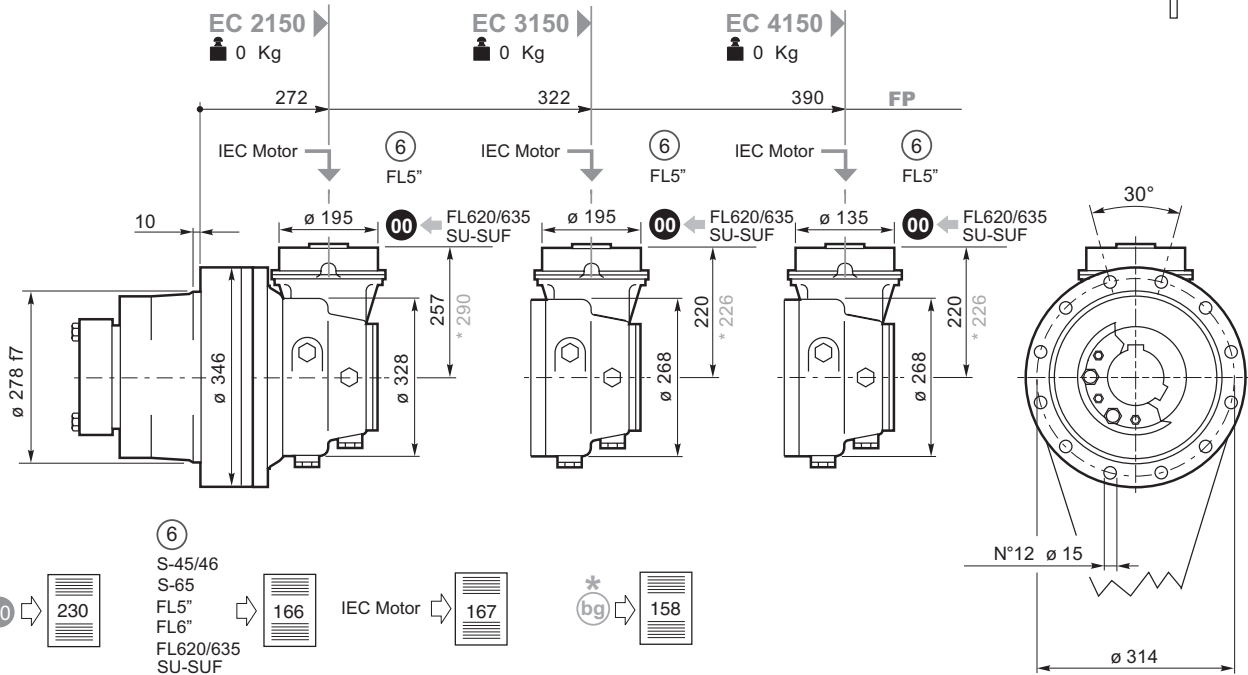 EC 2150
0 Kg
EC 3150
0 Kg
EC 4150
0 Kg
272
322
390
FP
IEC Motor
6
FL5”
IEC Motor
6
FL5”
IEC Motor
6
FL5”
10
ø 195
00
FL620/635
SU-SUF
ø 195
00
FL620/635
SU-SUF
ø 135
00
FL620/635
SU-SUF
30°
ø 278 f7
ø 346
ø 328
257
* 290
ø 268
220
* 226
ø 268
220
* 226
N°12 ø 15
ø 314
0
230
6
S-45/46
S-65
FL5”
FL6”
FL620/635
SU-SUF
166
IEC Motor
167
*
bg
158